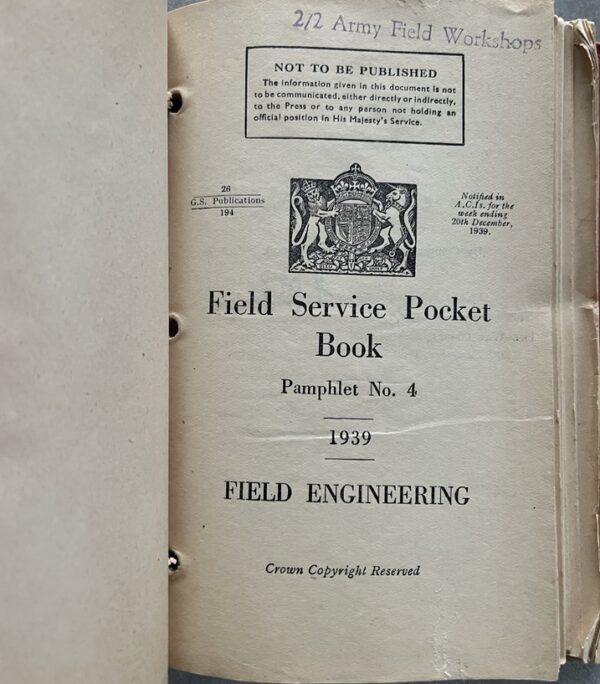 2/2 Army Field Workshops
NOT TO BE PUBLISHED
The information given in this document is not
to be communicated, either directly or indirectly,
to the Press or to any person not holding an
official position in His Majesty's Service.
26
G.S. Publications
194
Notified in
A.C.Is. for the
week ending
20th December,
1939.
Field Service Pocket
Book
Pamphlet No. 4
1939
FIELD ENGINEERING
Crown Copyright Reserved